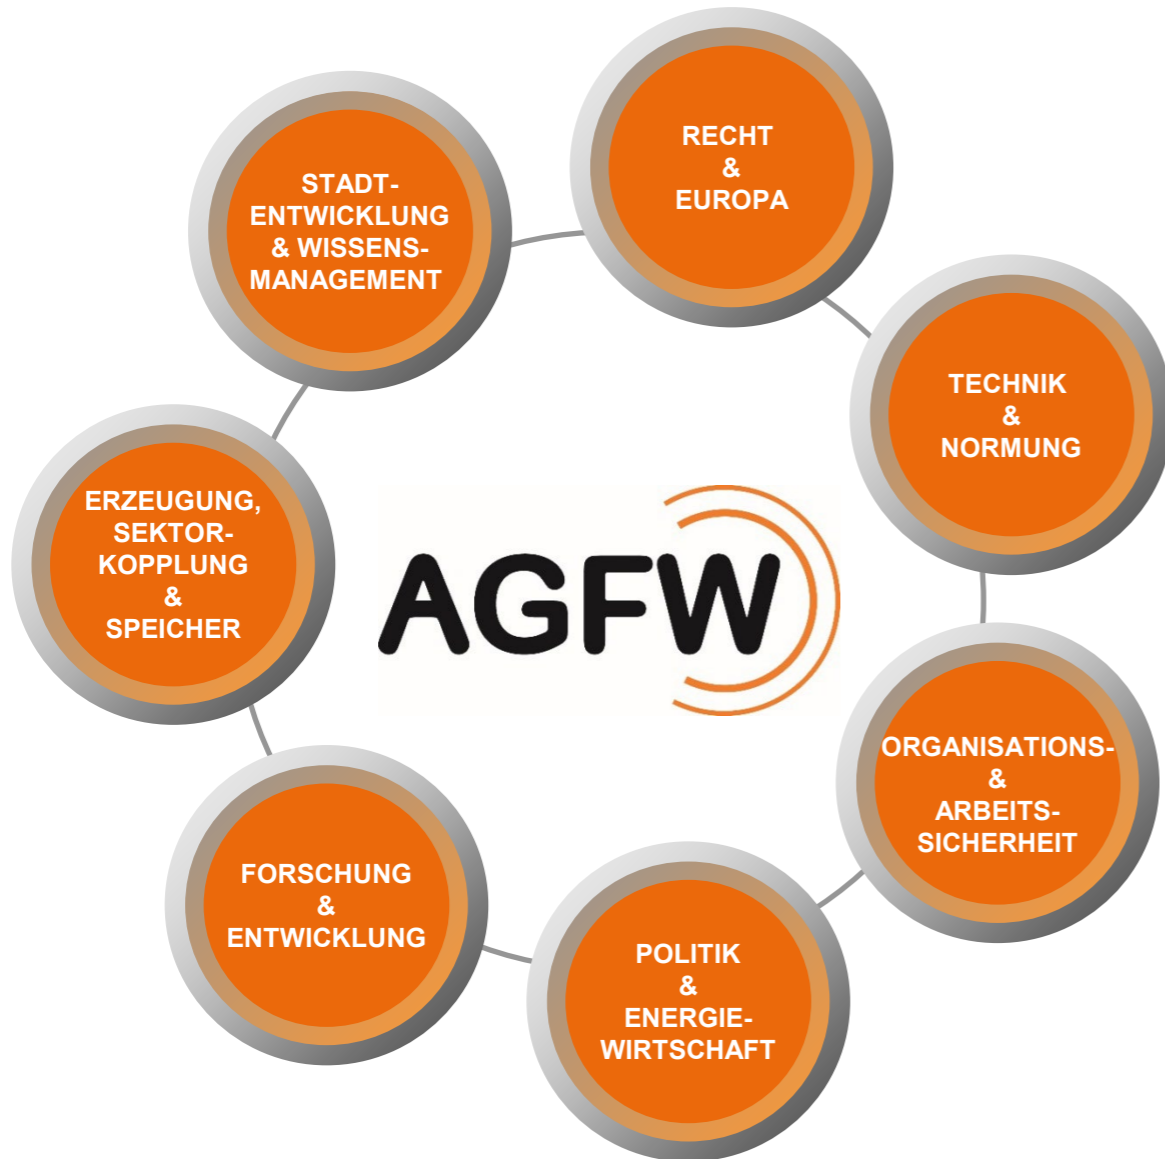 RECHT
&
EUROPA
STADT-
ENTWICKLUNG
& WISSENS-
MANAGEMENT
TECHNIK
&
NORMUNG
ERZEUGUNG,
SEKTOR-
KOPPLUNG
&
SPEICHER
AGFW
ORGANISATIONS-
&
ARBEITS-
SICHERHEIT
FORSCHUNG
&
ENTWICKLUNG
POLITIK
&
ENERGIE-
WIRTSCHAFT